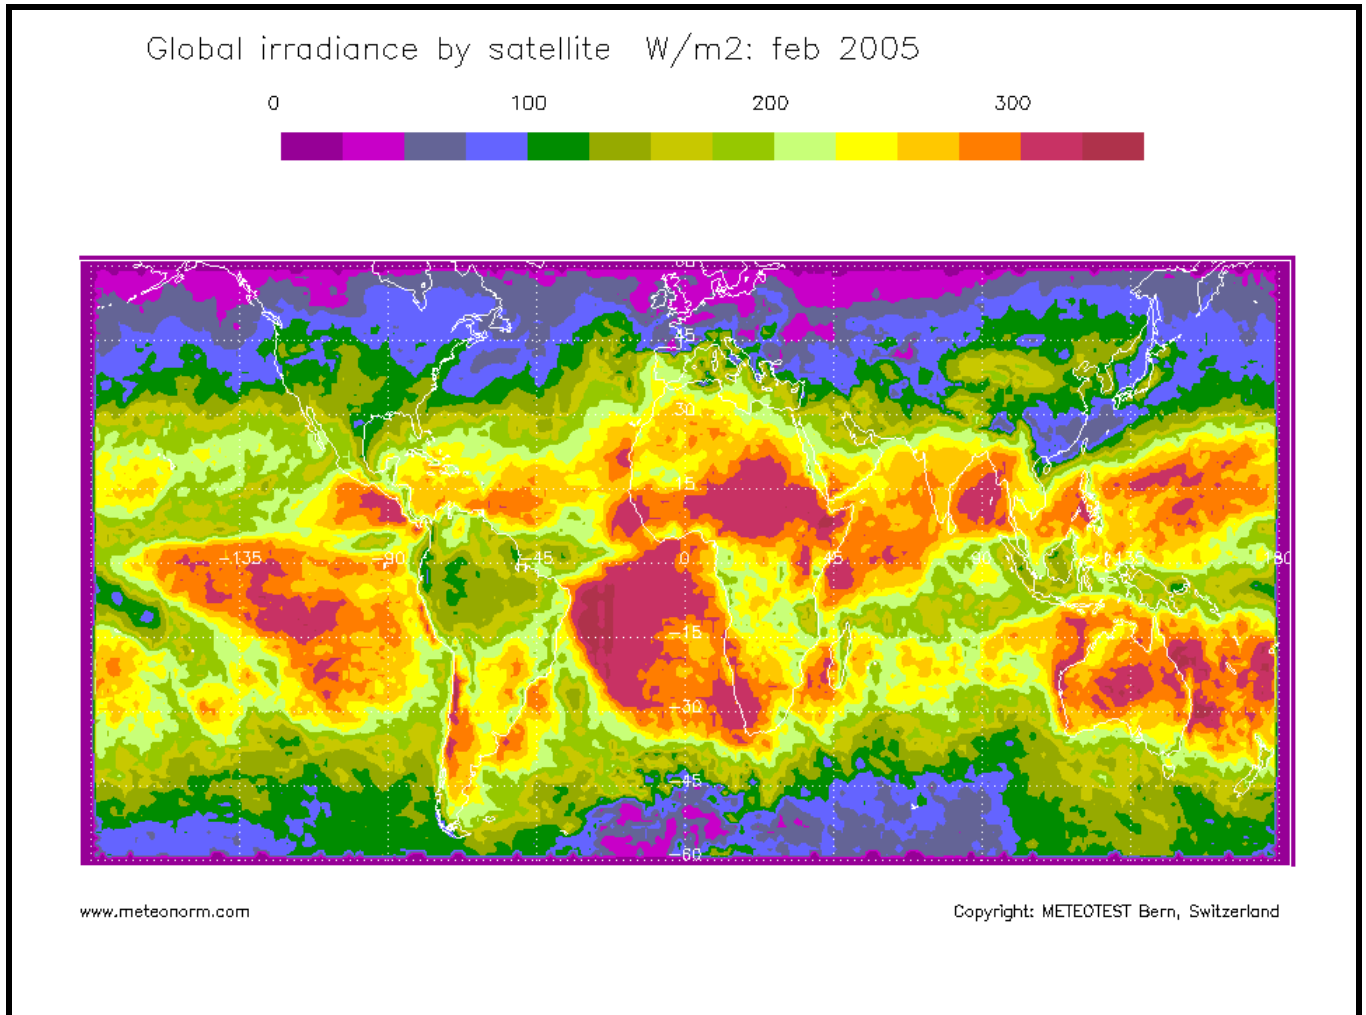 Global irradiance by satellite W/m2: feb 2005
0 100 200 300
60
45
30
15
-135 -90 -45 0 45 90 135 180
-15
-30
-45
-60
www.meteonorm.com
Copyright: METEOTEST Bern, Switzerland